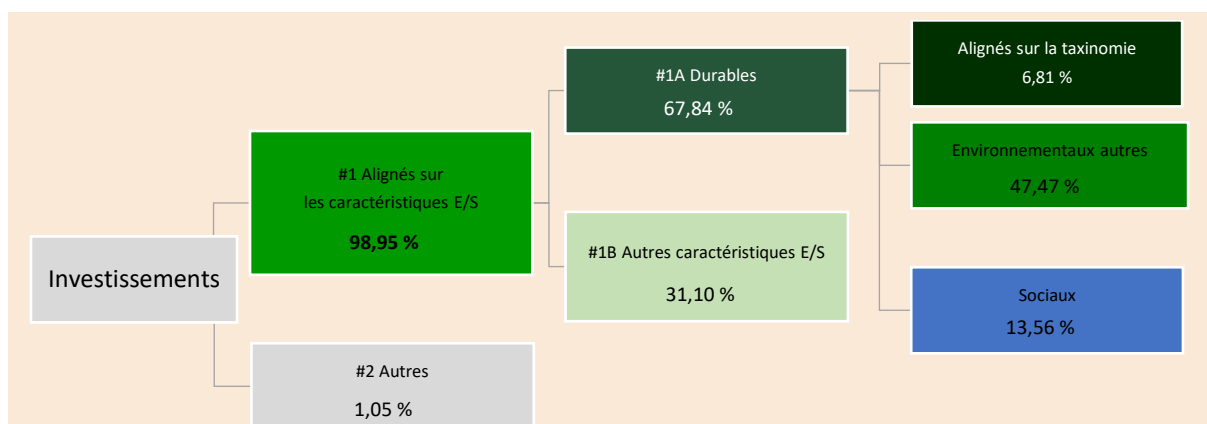 Investissements
#1 Alignés sur
les caractéristiques E/S
98,95 %
#2 Autres
1,05 %
#1A Durables
67,84 %
#1B Autres caractéristiques E/S
31,10 %
Alignés sur la taxinomie
6,81 %
Environnementaux autres
47,47 %
Sociaux
13,56 %